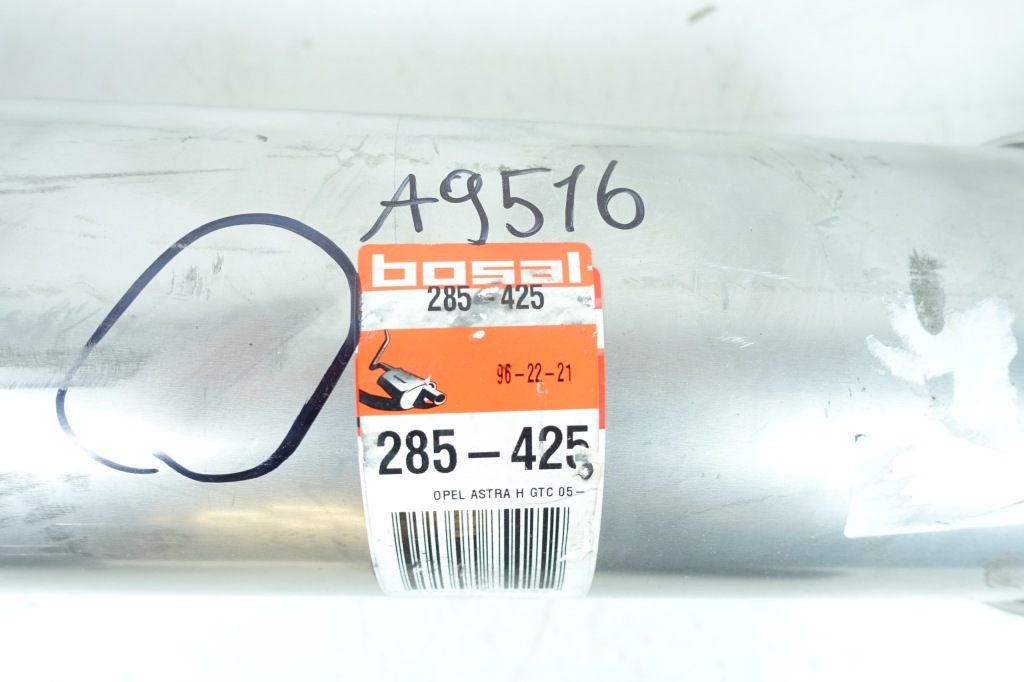 A9516
bosal
285-425
96-22-21
285-425
OPEL ASTRA H GTC 05-